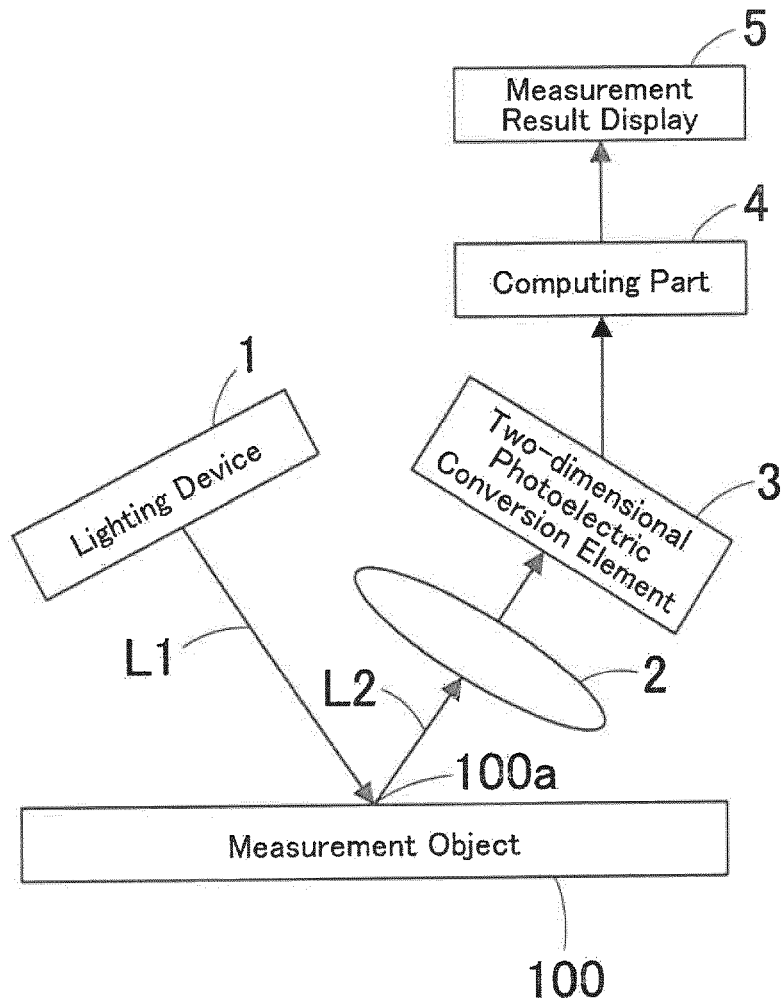 5
Measurement
Result Display
4
Computing Part
1
Lighting Device
Two-dimensional
Photoelectric
Conversion Element
3
L1
L2
2
100a
Measurement Object
100